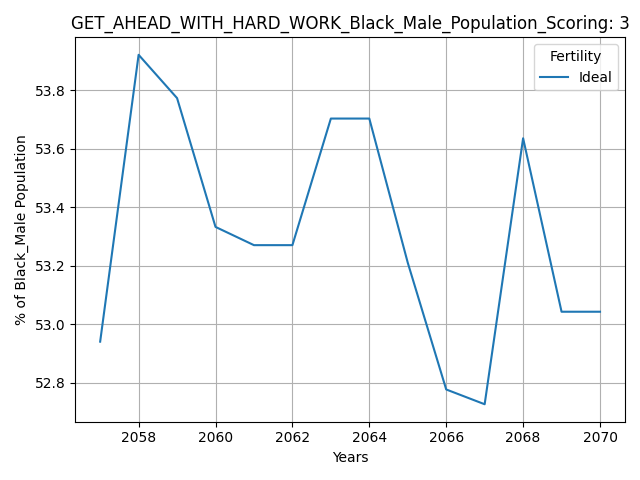 GET_AHEAD_WITH_HARD_WORK_Black_Male_Population_Scoring: 3
Fertility
Ideal
% of Black_Male Population
53.8
53.6
53.4
53.2
53.0
52.8
2058 2060 2062 2064 2066 2068 2070
Years